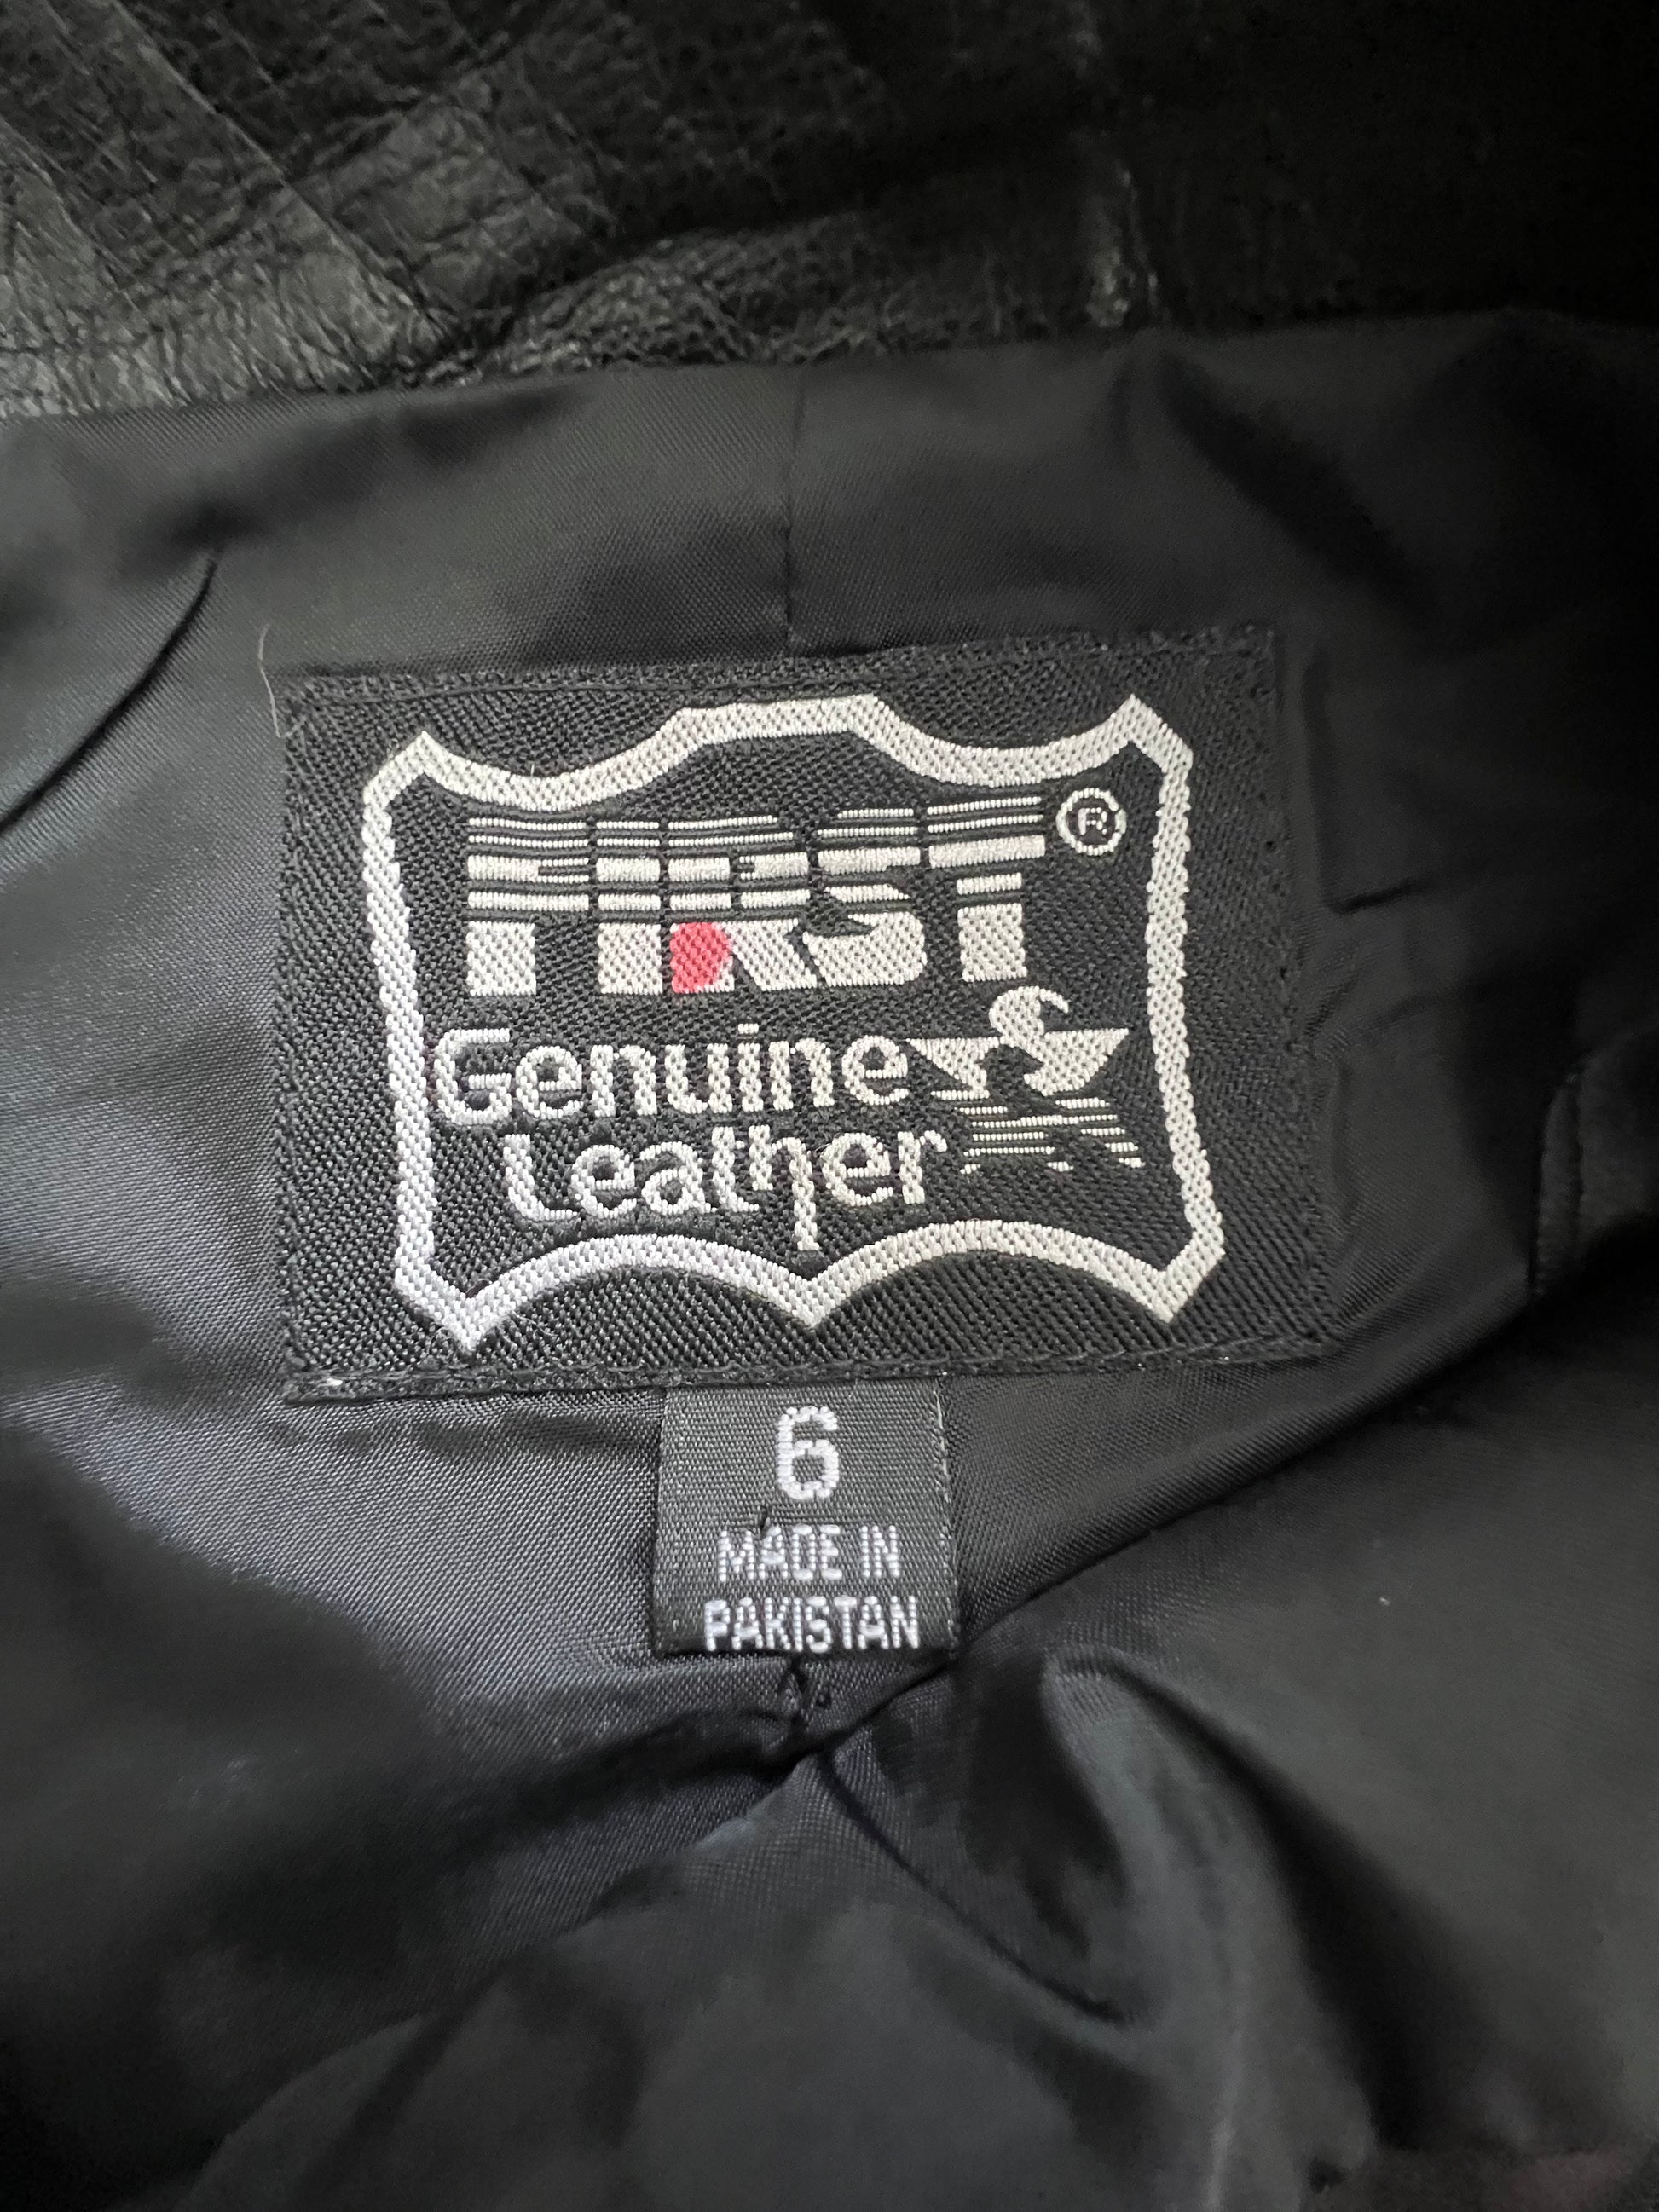 FIRST ®
Genuine
Leather
6
MADE IN
PAKISTAN